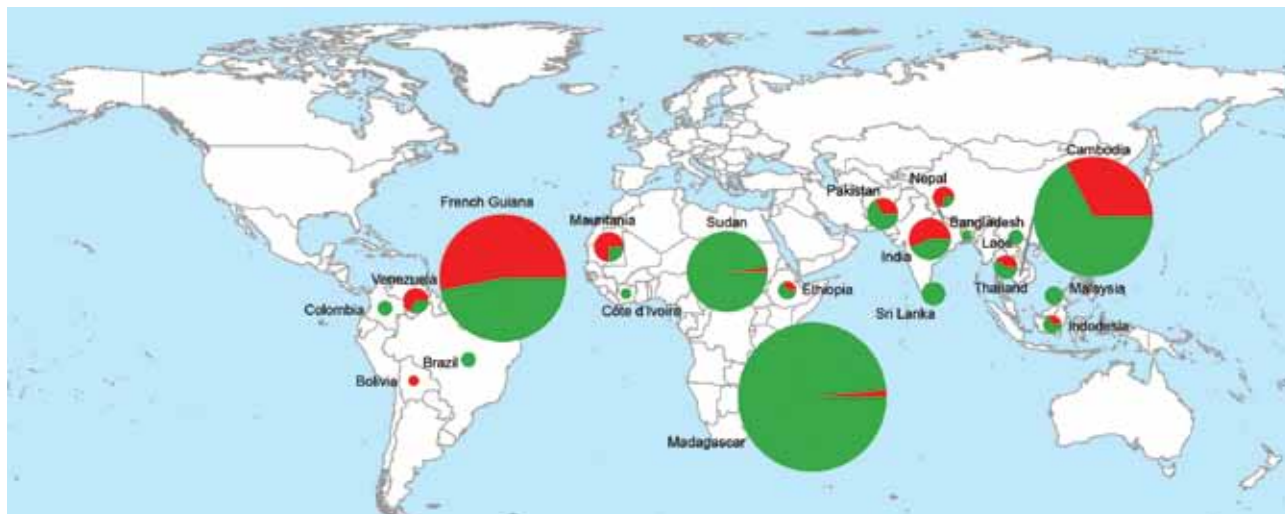 Cambodia
Nepal
Pakistan
French Guiana
Mauritania
Sudan
Bangladesh
Laos
India
Venezuela
Ethiopia
Thailand
Malaysia
Colombia
Côte d'Ivoire
Sri Lanka
Indodesia
Brazil
Bolivia
Madagascar